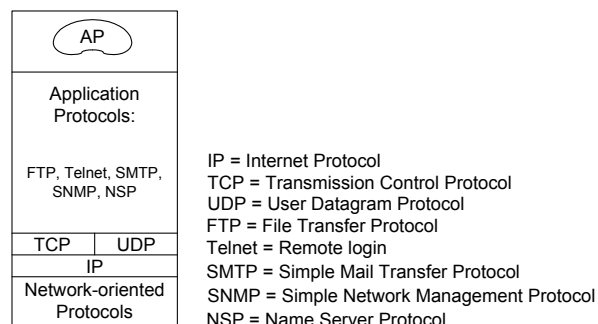 AP
Application
Protocols:
FTP, Telnet, SMTP,
SNMP, NSP
TCP
UDP
IP
Network-oriented
Protocols
IP = Internet Protocol
TCP = Transmission Control Protocol
UDP = User Datagram Protocol
FTP = File Transfer Protocol
Telnet = Remote login
SMTP = Simple Mail Transfer Protocol
SNMP = Simple Network Management Protocol
NSP = Name Server Protocol